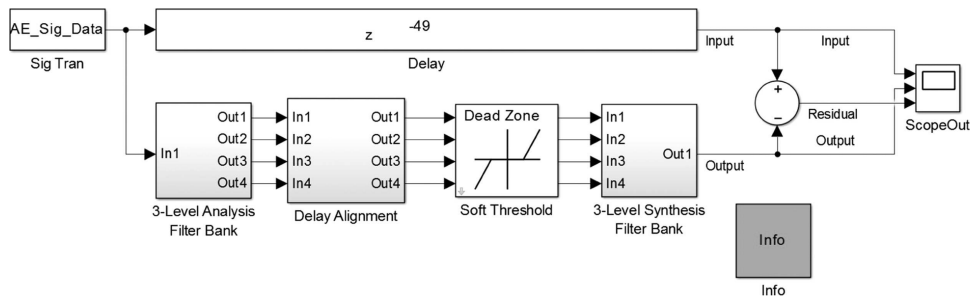 AE_Sig_Data
Sig Tran
z -49
Delay
Input
Input
+
−
Residual
ScopeOut
In1
Out1
Out2
Out3
Out4
3-Level Analysis
Filter Bank
In1
In2
In3
In4
Out1
Out2
Out3
Out4
Delay Alignment
Dead Zone
Soft Threshold
In1
In2
In3
In4
Out1
3-Level Synthesis
Filter Bank
Output
Output
Info
Info